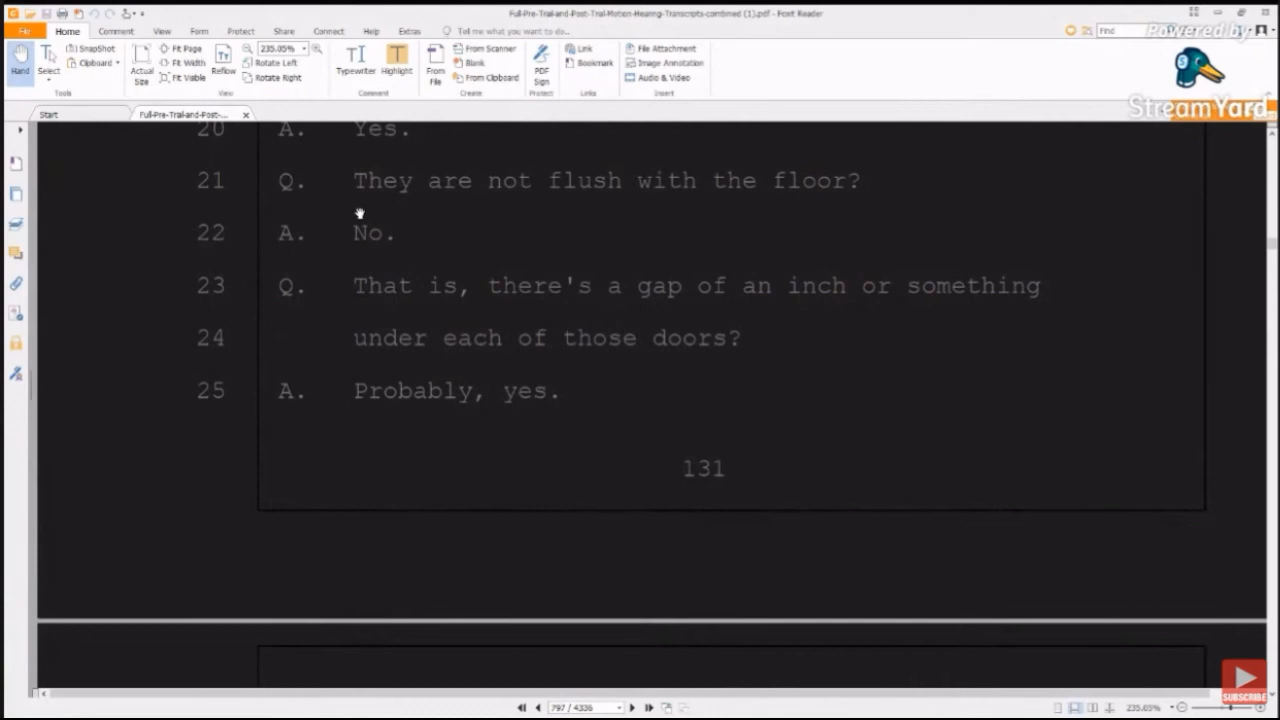 Full-Pre-Trial-and-Post-Trial-Motion-Hearing-Transcripts-combined (1).pdf - Foxit Reader
File Home Comment View Form Protect Share Connect Help Extras Tell me what you want to do.. Find
Powered by
StreamYard
Hand
Select
SnapShot
Clipboard
Tools
Actual Size
Fit Page
Fit Width
Fit Visible
Reflow
235.05%
Rotate Left
Rotate Right
View
Typewriter
Highlight
Comment
From File
From Scanner
Blank
From Clipboard
Create
PDF Sign
Protect
Link
Bookmark
Links
File Attachment
Image Annotation
Audio & Video
Insert
Start Full-Pre-Trial-and-Post-...
20 A. Yes.
21 Q. They are not flush with the floor?
22 A. No.
23 Q. That is, there's a gap of an inch or something
24 under each of those doors?
25 A. Probably, yes.
131
SUBSCRIBE
797 / 4336 235.05%